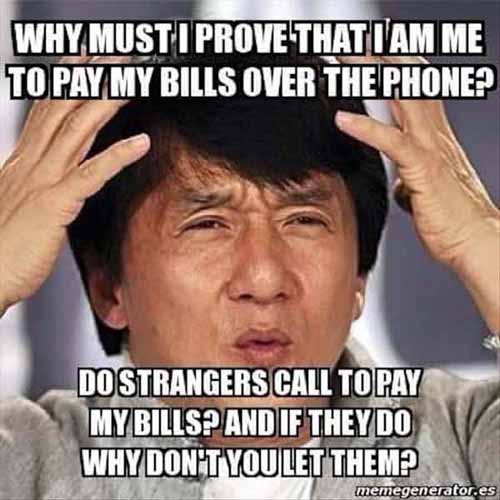 WHY MUST I PROVE THAT I AM ME
TO PAY MY BILLS OVER THE PHONE?
DO STRANGERS CALL TO PAY
MY BILLS? AND IF THEY DO
WHY DON'T YOU LET THEM?
memegenerator.es